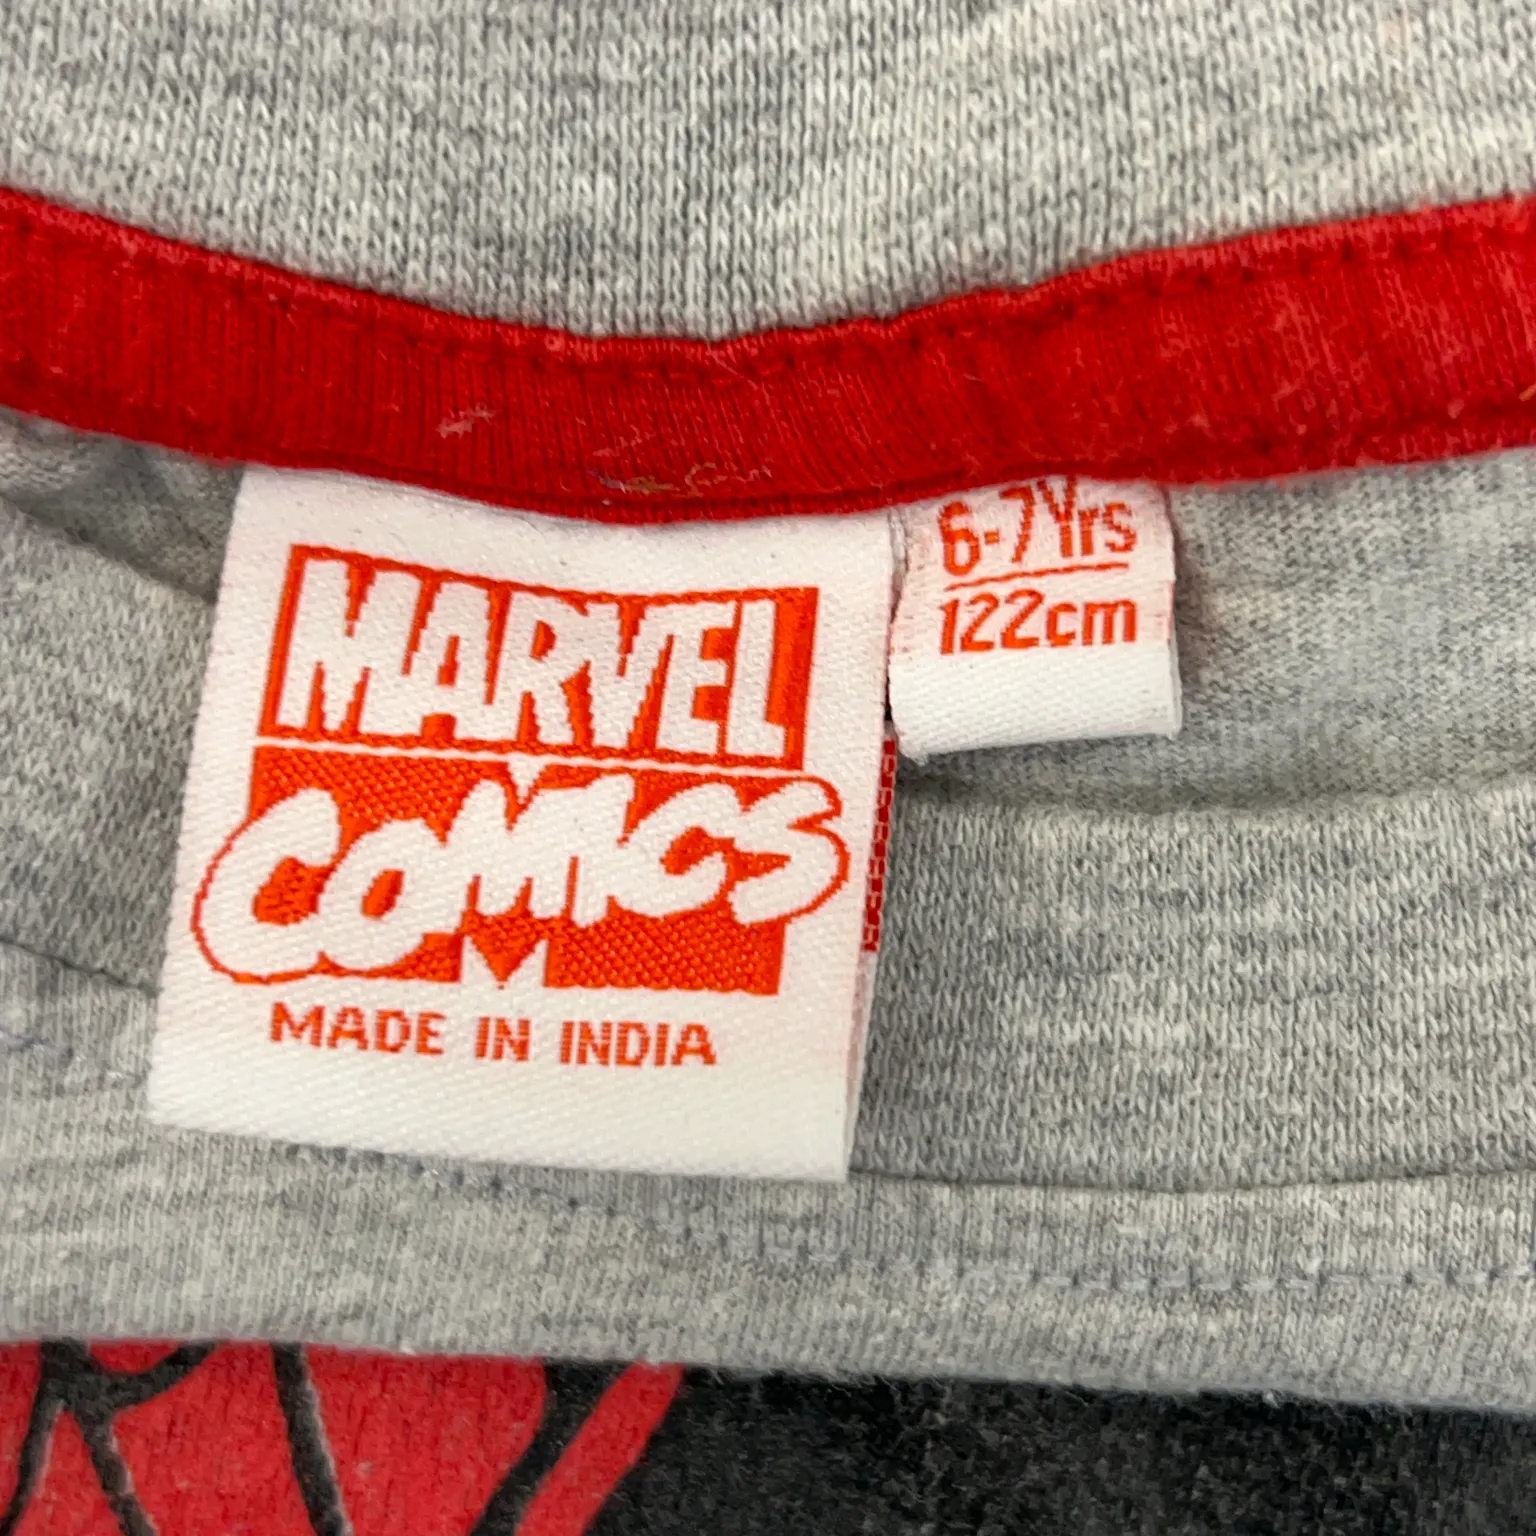 MARVEL
COMICS
MADE IN INDIA
6-7Yrs
122cm